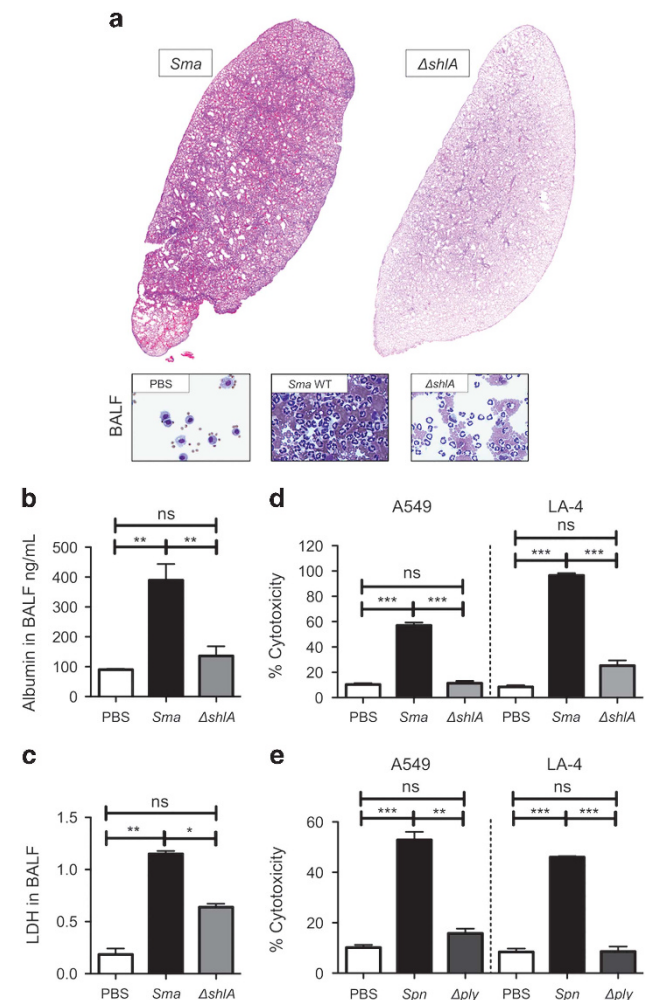 a
Sma
ΔshlA
BALF
PBS
Sma WT
ΔshlA
b
ns
** **
Albumin in BALF ng/mL
500
400
300
200
100
0
PBS Sma ΔshlA
c
ns
** *
LDH in BALF
1.5
1.0
0.5
0.0
PBS Sma ΔshlA
d
A549 LA-4
ns
*** ***
ns
*** ***
% Cytotoxicity
120
100
80
60
40
20
0
PBS Sma ΔshlA PBS Sma ΔshlA
e
A549 LA-4
ns ns
*** ** *** ***
% Cytotoxicity
60
40
20
0
PBS Spn Δply PBS Spn Δply